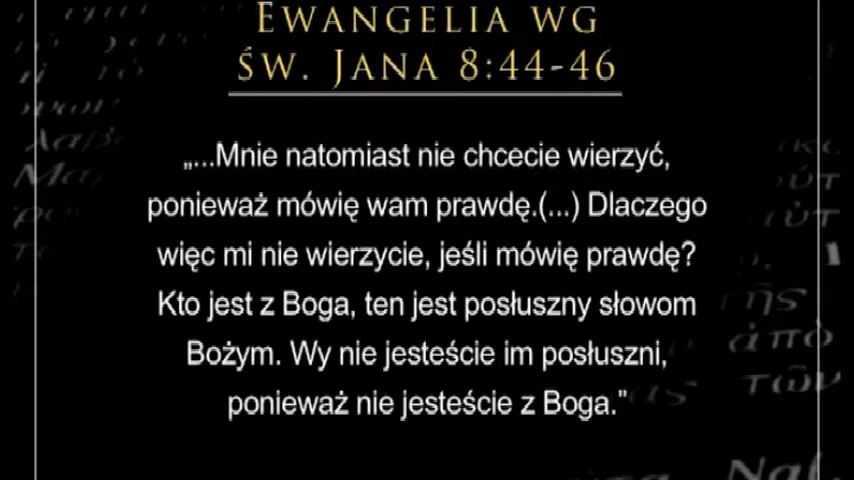 EWANGELIA WG
ŚW. JANA 8:44-46
„...Mnie natomiast nie chcecie wierzyć,
ponieważ mówię wam prawdę.(...) Dlaczego
więc mi nie wierzycie, jeśli mówię prawdę?
Kto jest z Boga, ten jest posłuszny słowom
Bożym. Wy nie jesteście im posłuszni,
ponieważ nie jesteście z Boga.”
ῆς
ἀπὸ
τῶν